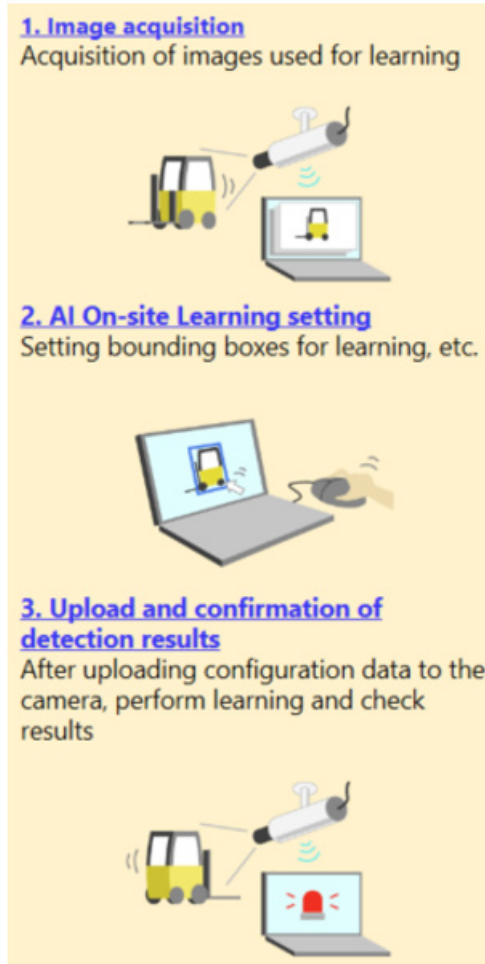 1. Image acquisition
Acquisition of images used for learning
2. AI On-site Learning setting
Setting bounding boxes for learning, etc.
3. Upload and confirmation of
detection results
After uploading configuration data to the
camera, perform learning and check
results